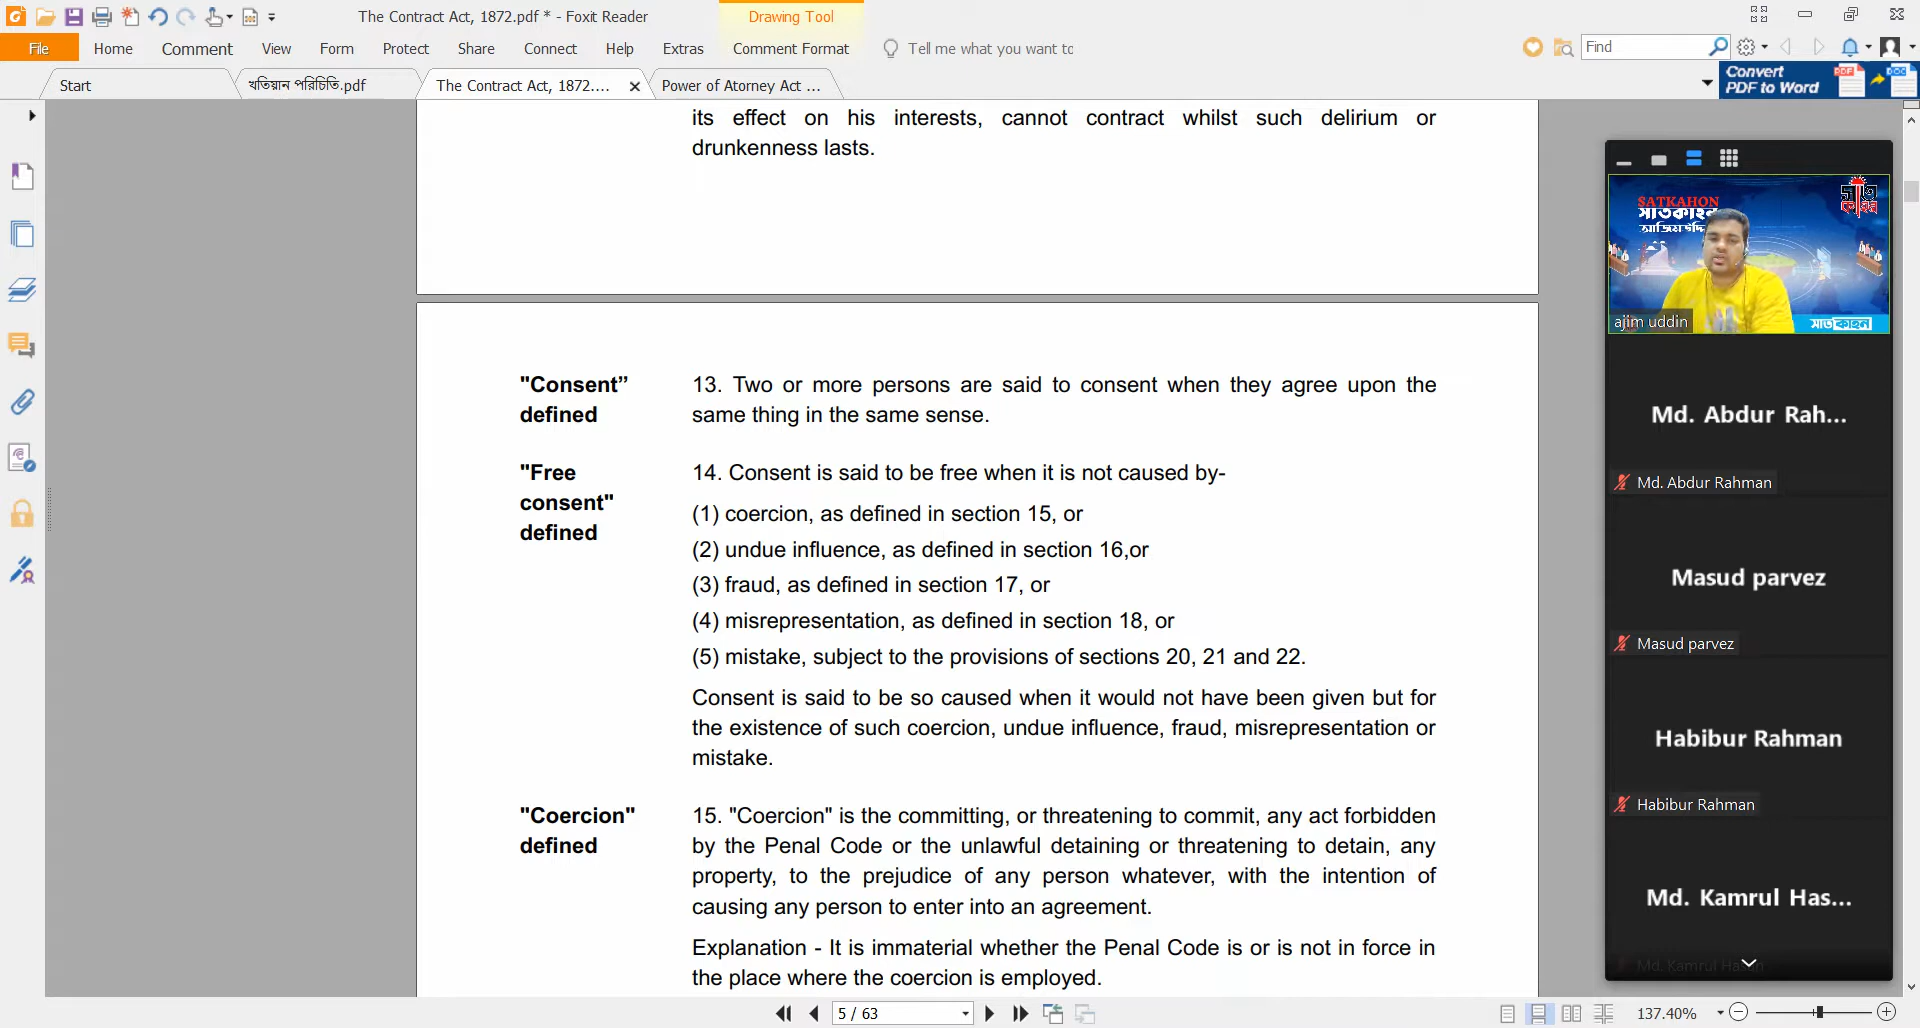 The Contract Act, 1872.pdf * - Foxit Reader
Drawing Tool
File
Home
Comment
View
Form
Protect
Share
Connect
Help
Extras
Comment Format
Tell me what you want to
Find
Start
খতিয়ান পরিচিতি.pdf
The Contract Act, 1872....
Power of Atorney Act ...
Convert
PDF to Word
its effect on his interests, cannot contract whilst such delirium or
drunkenness lasts.
"Consent”
defined
13. Two or more persons are said to consent when they agree upon the
same thing in the same sense.
"Free
consent"
defined
14. Consent is said to be free when it is not caused by-
(1) coercion, as defined in section 15, or
(2) undue influence, as defined in section 16,or
(3) fraud, as defined in section 17, or
(4) misrepresentation, as defined in section 18, or
(5) mistake, subject to the provisions of sections 20, 21 and 22.
Consent is said to be so caused when it would not have been given but for
the existence of such coercion, undue influence, fraud, misrepresentation or
mistake.
"Coercion"
defined
15. "Coercion" is the committing, or threatening to commit, any act forbidden
by the Penal Code or the unlawful detaining or threatening to detain, any
property, to the prejudice of any person whatever, with the intention of
causing any person to enter into an agreement.
Explanation - It is immaterial whether the Penal Code is or is not in force in
the place where the coercion is employed.
SATKAHON
সাতকাহন
ajim uddin
সাতকাহন
Md. Abdur Rah...
Md. Abdur Rahman
Masud parvez
Masud parvez
Habibur Rahman
Habibur Rahman
Md. Kamrul Has...
Md. Kamrul Hasan
5 / 63
137.40%